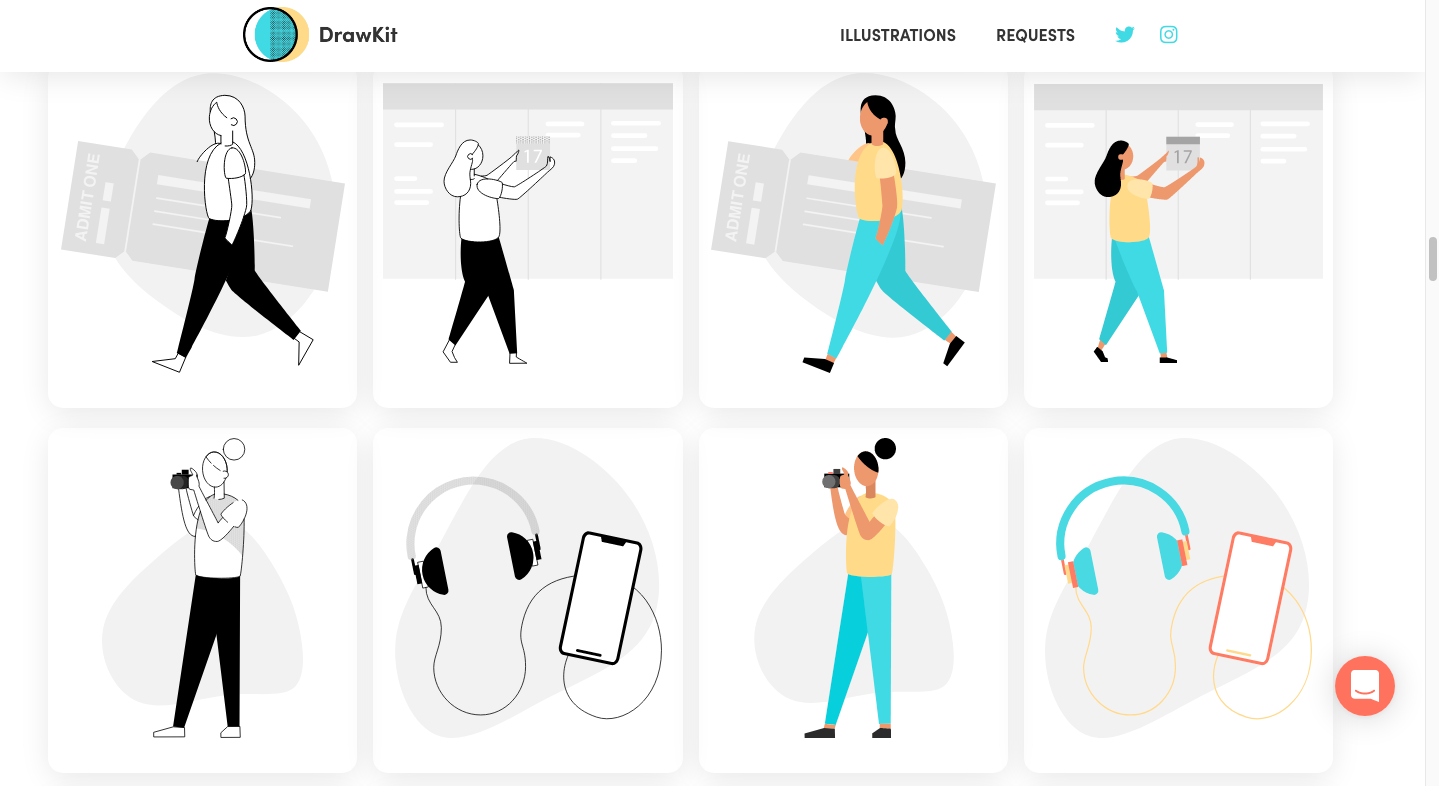 DrawKit
ILLUSTRATIONS
REQUESTS
ADMIT ONE
17
ADMIT ONE
17